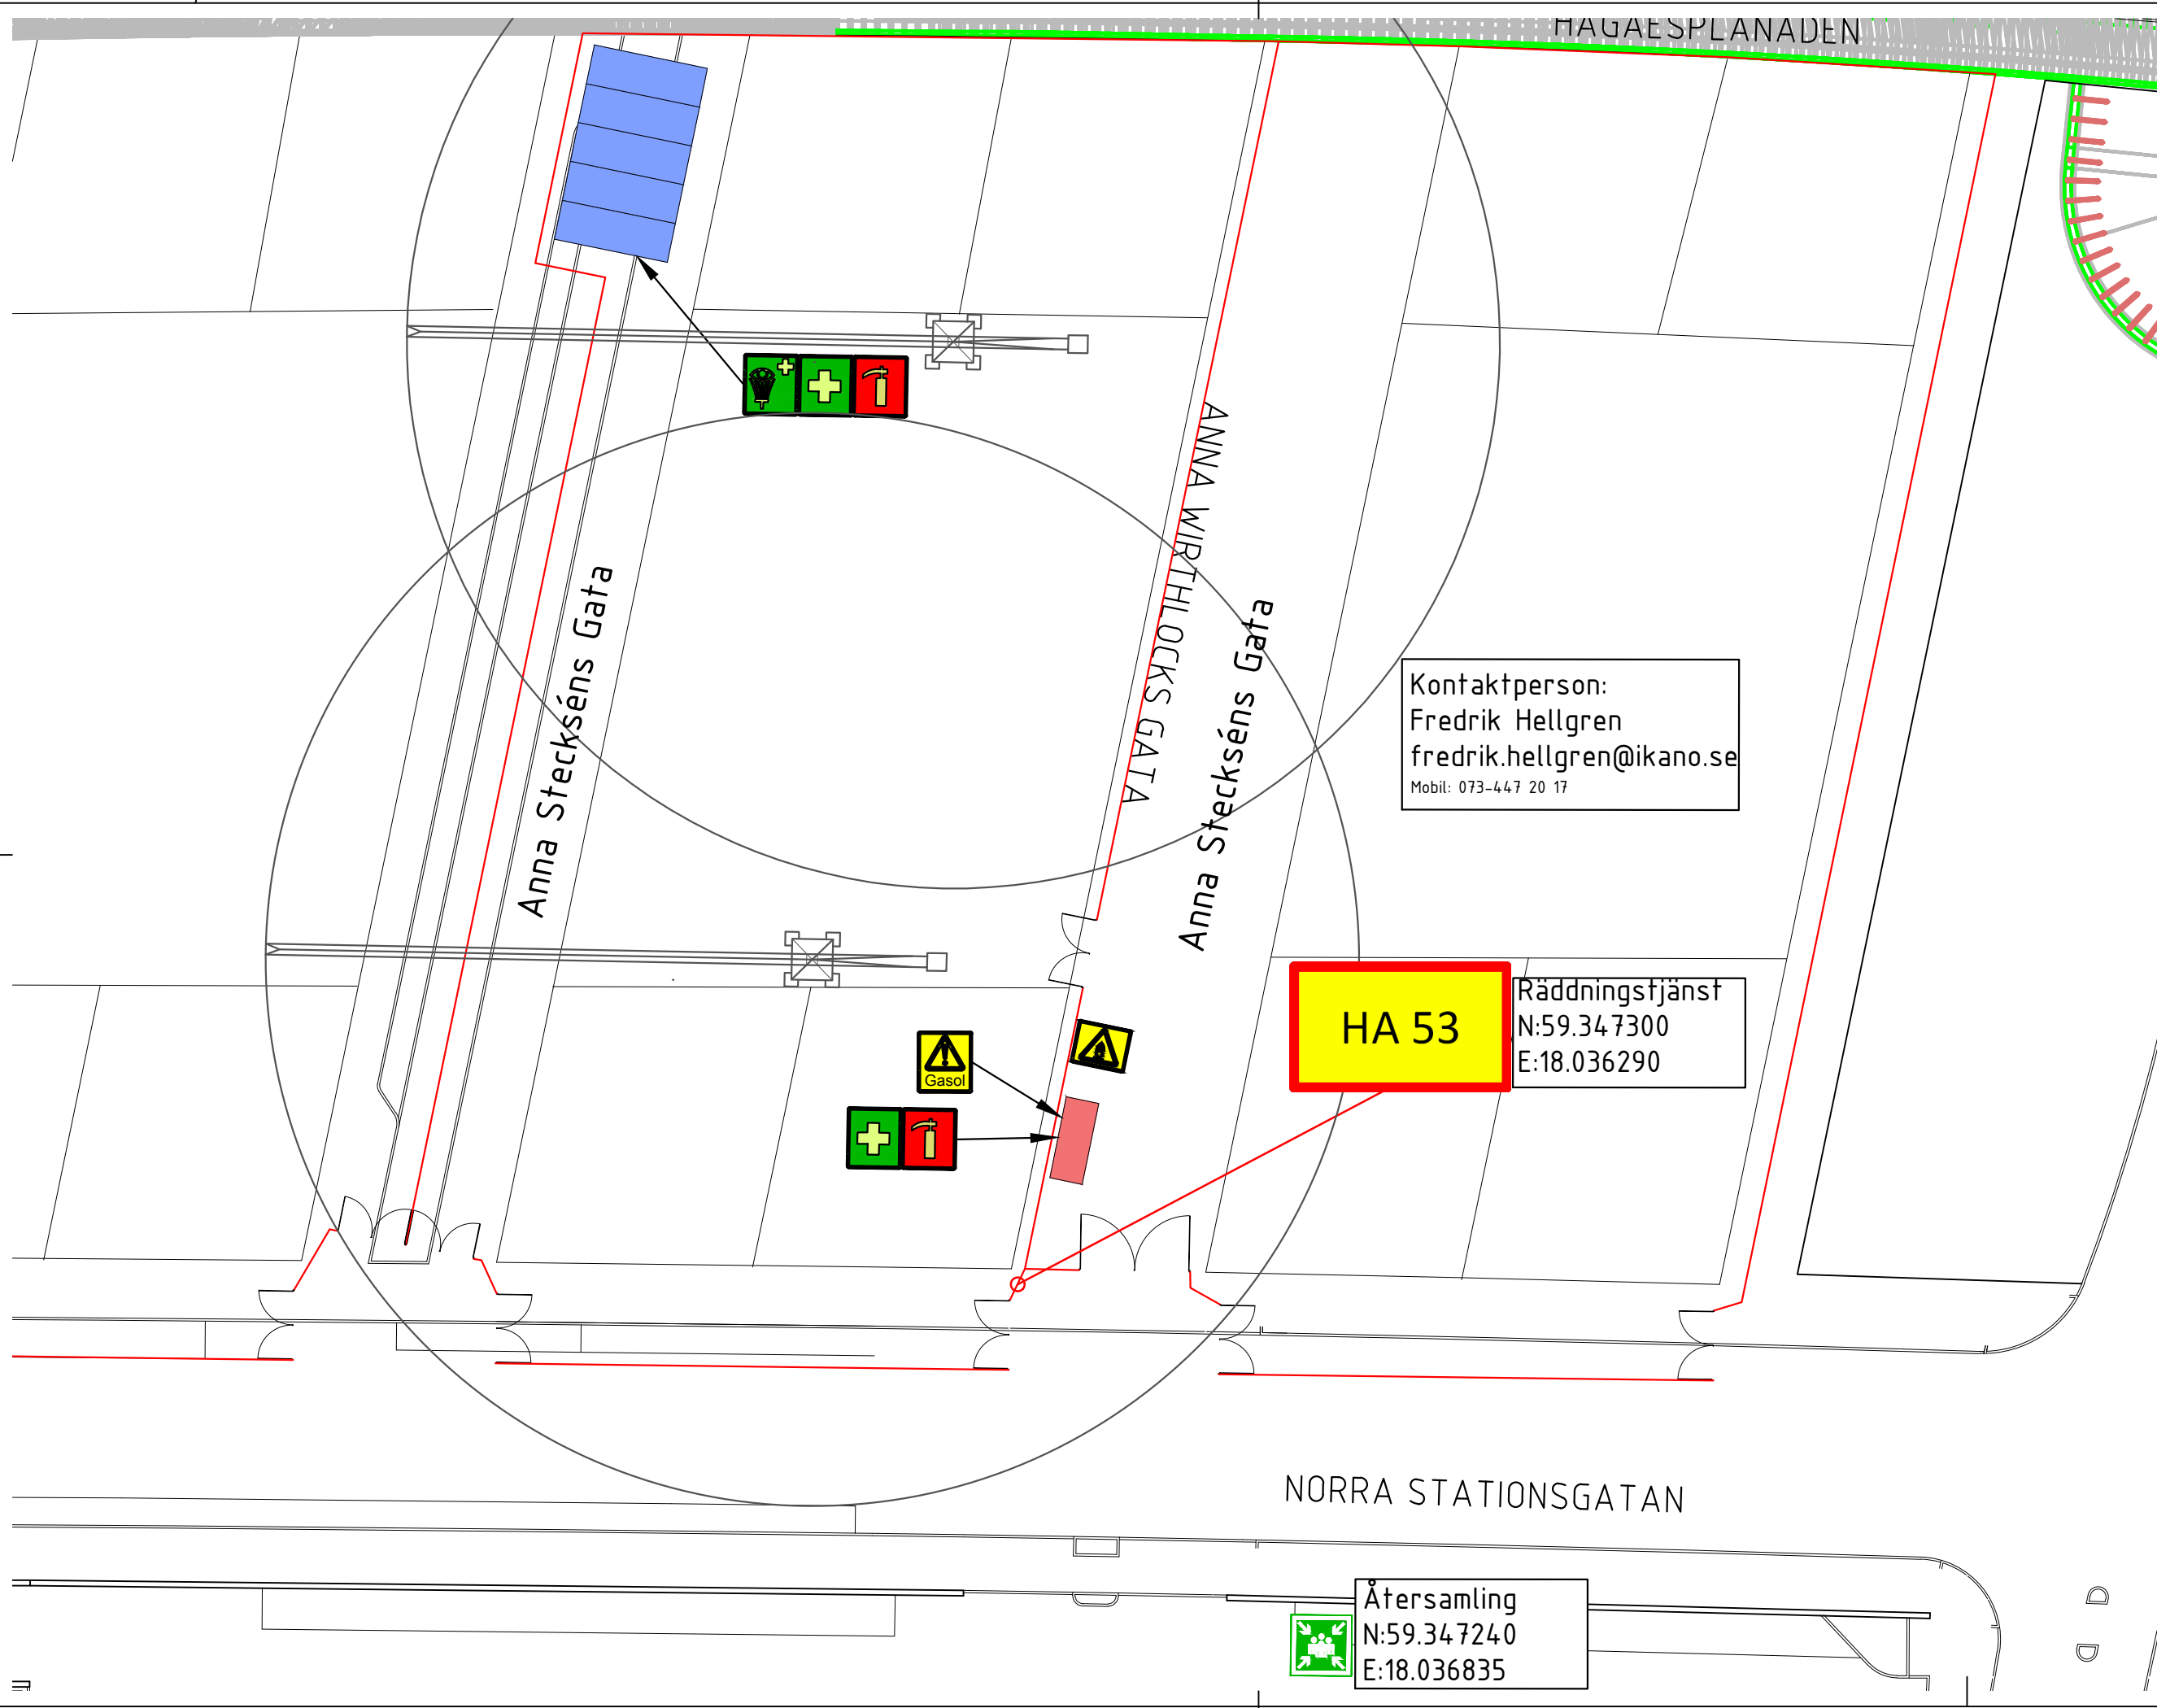 HAGAESPLANADEN
ANNA WIRTHLOCKS GATA
Anna Steckséns Gata
Anna Steckséns Gata
Kontaktperson:
Fredrik Hellgren
fredrik.hellgren@ikano.se
Mobil: 073-447 20 17
HA 53
Räddningstjänst
N:59.347300
E:18.036290
Gasol
NORRA STATIONSGATAN
Återsamling
N:59.347240
E:18.036835